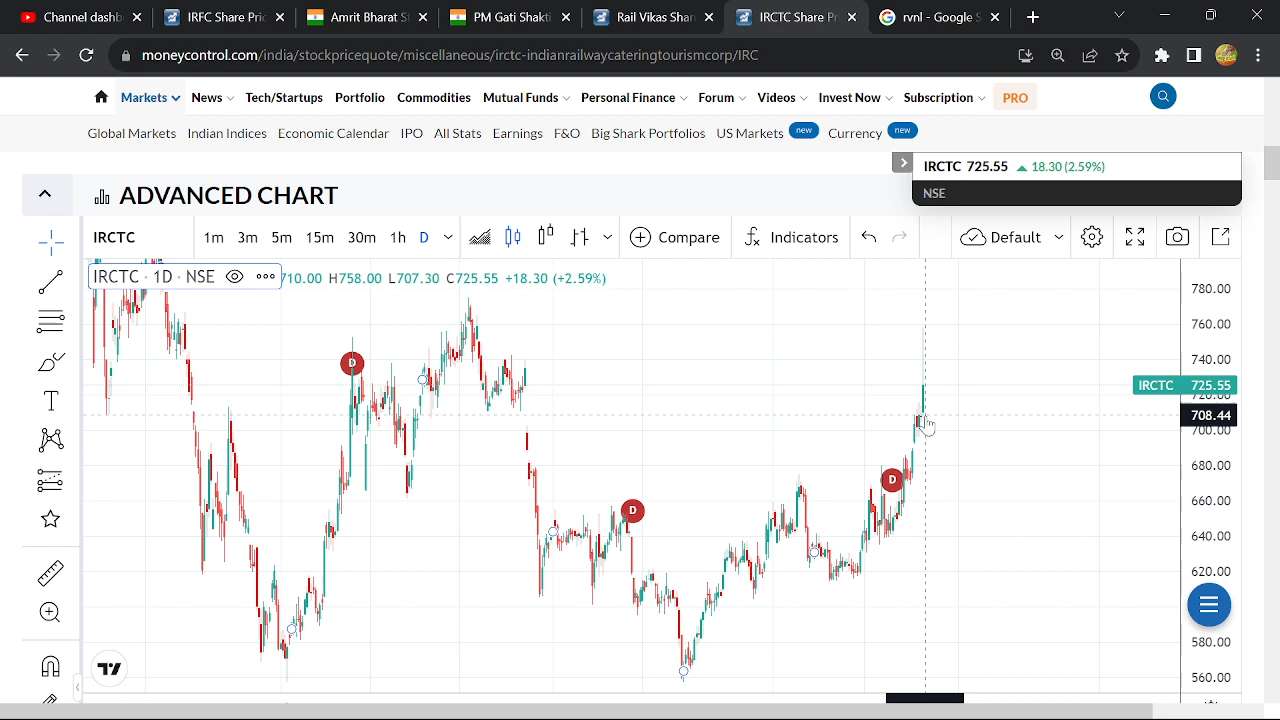 Channel dashboard
IRFC Share Pric
Amrit Bharat St
PM Gati Shakti
Rail Vikas Shar
IRCTC Share Pr
rvnl - Google S
moneycontrol.com/india/stockpricequote/miscellaneous/irctc-indianrailwaycateringtourismcorp/IRC
Markets News Tech/Startups Portfolio Commodities Mutual Funds Personal Finance Forum Videos Invest Now Subscription PRO
Global Markets Indian Indices Economic Calendar IPO All Stats Earnings F&O Big Shark Portfolios US Markets new Currency new
IRCTC 725.55 18.30 (2.59%)
NSE
ADVANCED CHART
IRCTC 1m 3m 5m 15m 30m 1h D Compare Indicators Default
IRCTC · 1D · NSE 710.00 H758.00 L707.30 C725.55 +18.30 (+2.59%)
780.00
760.00
740.00
IRCTC 725.55
720.00
708.44
700.00
680.00
660.00
640.00
620.00
580.00
560.00
D
D
D